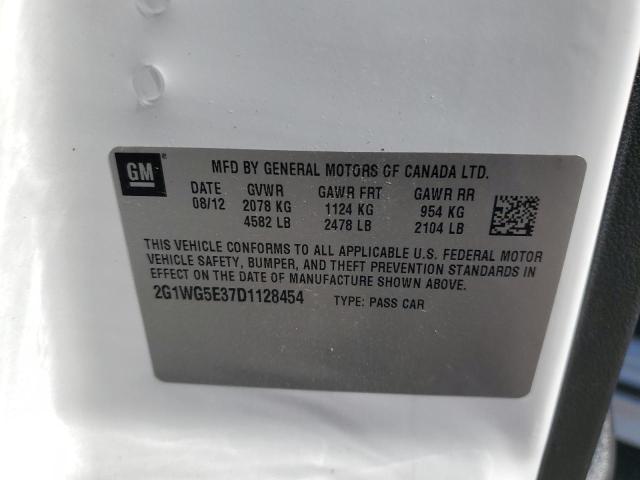 GM ®
MFD BY GENERAL MOTORS OF CANADA LTD.
DATE GVWR GAWR FRT GAWR RR
08/12 2078 KG 1124 KG 954 KG
4582 LB 2478 LB 2104 LB
THIS VEHICLE CONFORMS TO ALL APPLICABLE U.S. FEDERAL MOTOR
VEHICLE SAFETY, BUMPER, AND THEFT PREVENTION STANDARDS IN
EFFECT ON THE DATE OF MANUFACTURE SHOWN ABOVE.
2G1WG5E37D1128454 TYPE: PASS CAR